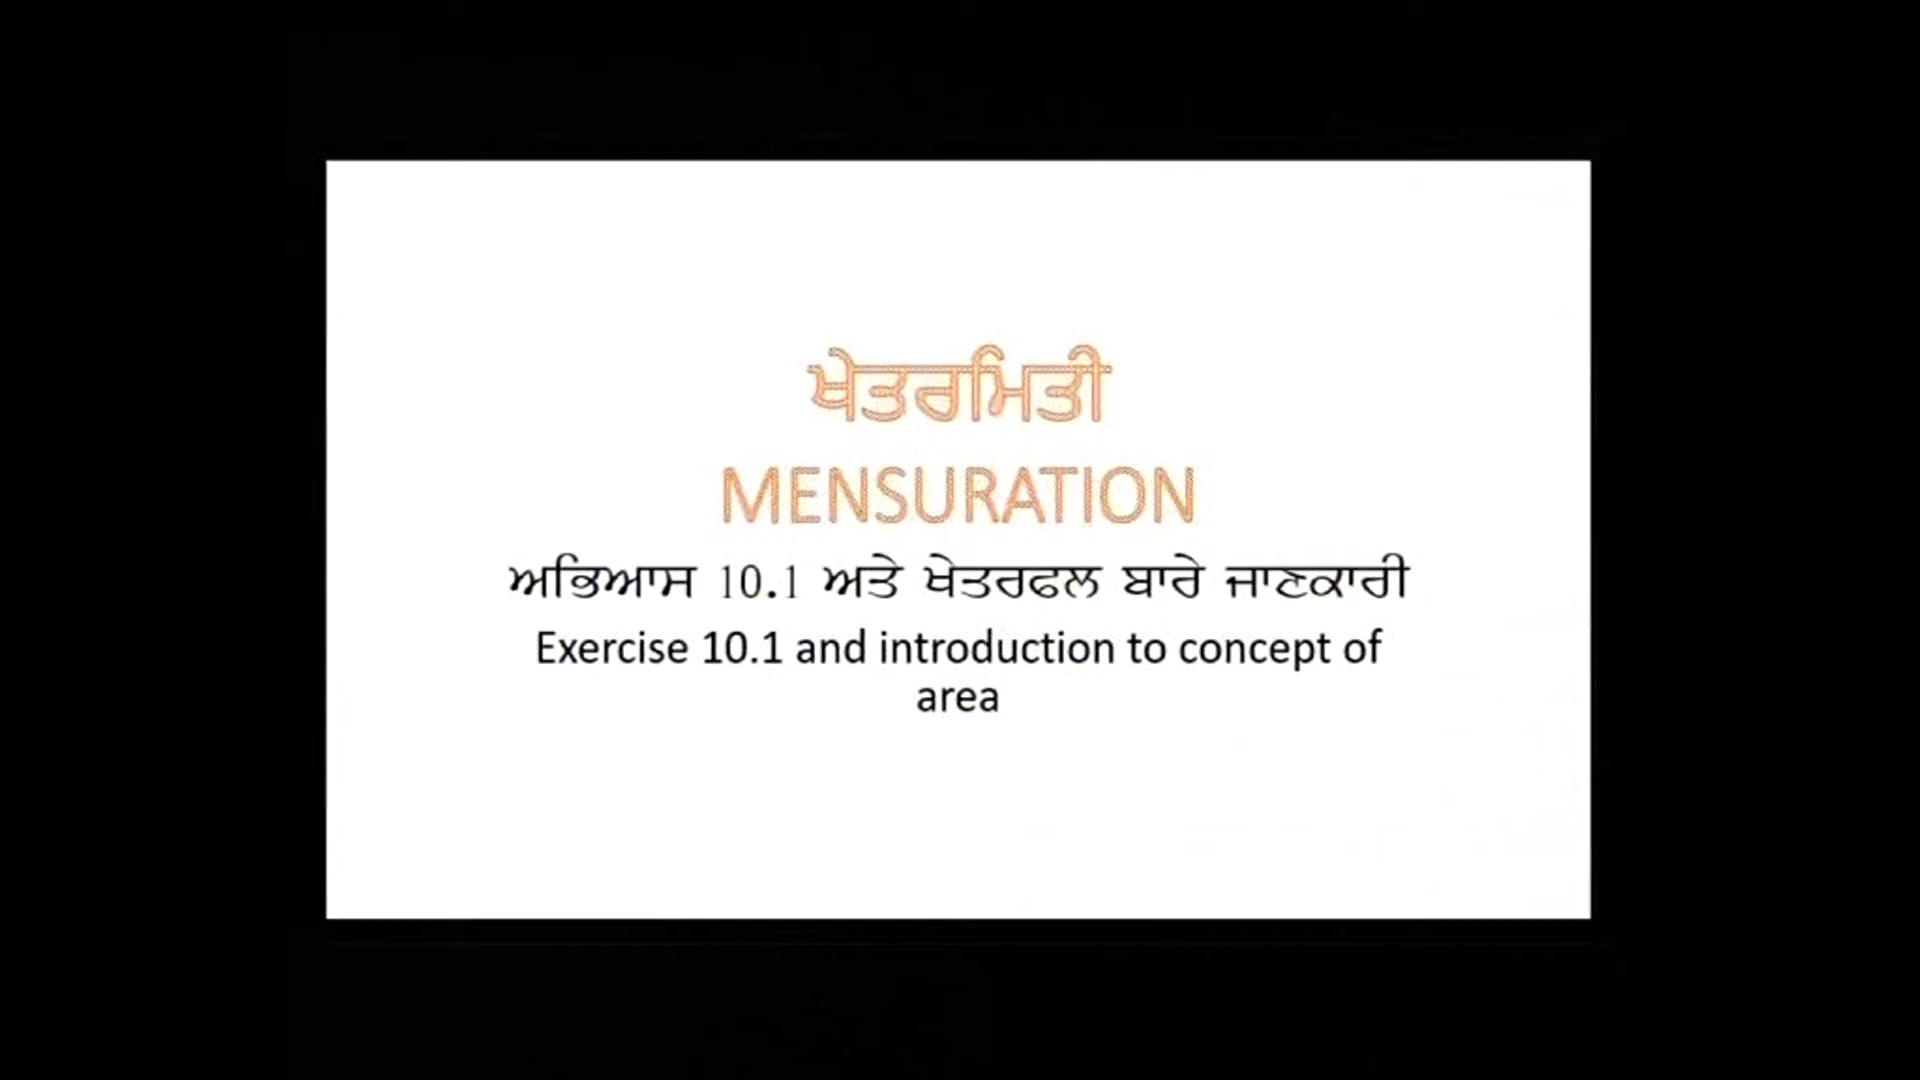 ਖੇਤਰਮਿਤੀ
MENSURATION
ਅਭਿਆਸ 10.1 ਅਤੇ ਖੇਤਰਫਲ ਬਾਰੇ ਜਾਣਕਾਰੀ
Exercise 10.1 and introduction to concept of
area